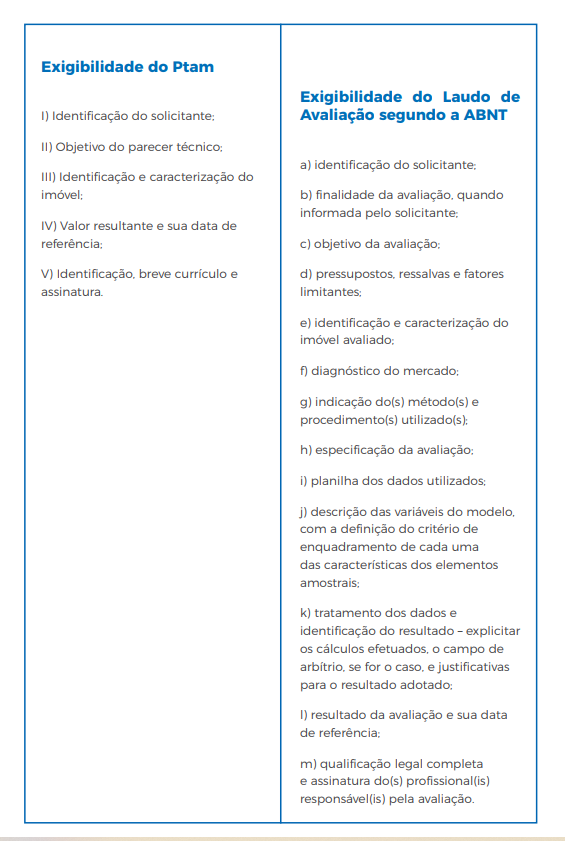 Exigibilidade do Ptam
I) Identificação do solicitante;
II) Objetivo do parecer técnico;
III) Identificação e caracterização do
imóvel;
IV) Valor resultante e sua data de
referência;
V) Identificação, breve currículo e
assinatura.
Exigibilidade do Laudo de
Avaliação segundo a ABNT
a) identificação do solicitante;
b) finalidade da avaliação, quando
informada pelo solicitante;
c) objetivo da avaliação;
d) pressupostos, ressalvas e fatores
limitantes;
e) identificação e caracterização do
imóvel avaliado;
f) diagnóstico do mercado;
g) indicação do(s) método(s) e
procedimento(s) utilizado(s);
h) especificação da avaliação;
i) planilha dos dados utilizados;
j) descrição das variáveis do modelo,
com a definição do critério de
enquadramento de cada uma
das características dos elementos
amostrais;
k) tratamento dos dados e
identificação do resultado – explicitar
os cálculos efetuados, o campo de
arbítrio, se for o caso, e justificativas
para o resultado adotado;
l) resultado da avaliação e sua data
de referência;
m) qualificação legal completa
e assinatura do(s) profissional(is)
responsável(is) pela avaliação.